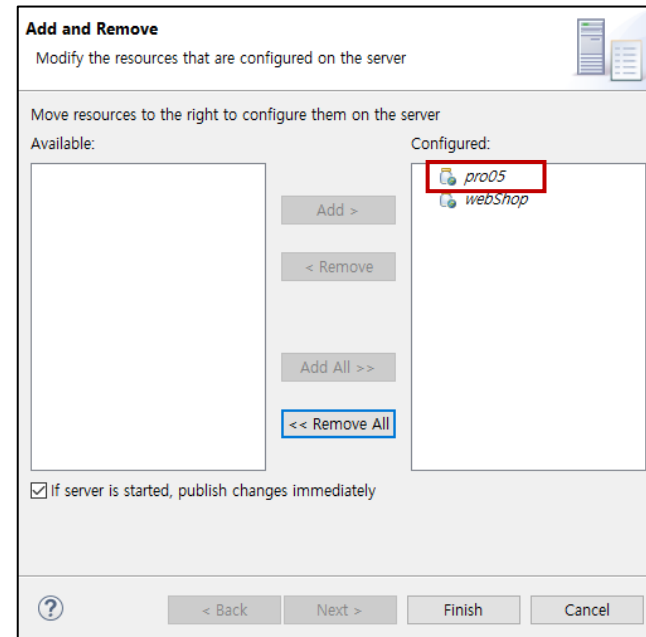 Add and Remove
Modify the resources that are configured on the server
Move resources to the right to configure them on the server
Available:
Configured:
pro05
webShop
Add >
< Remove
Add All >>
<< Remove All
If server is started, publish changes immediately
?
< Back
Next >
Finish
Cancel